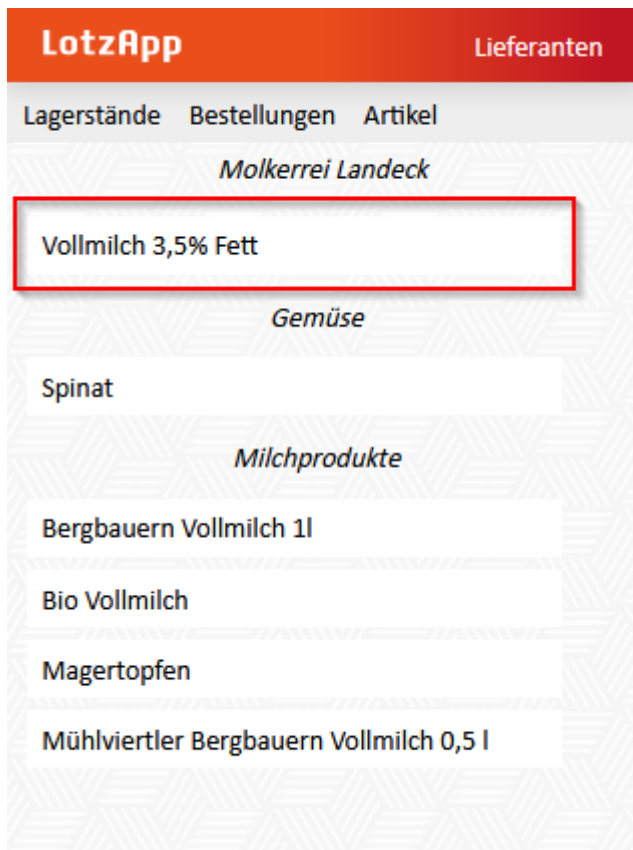 LotzApp
Lieferanten
Lagerstände Bestellungen Artikel
Molkerrei Landeck
Vollmilch 3,5% Fett
Gemüse
Spinat
Milchprodukte
Bergbauern Vollmilch 1l
Bio Vollmilch
Magertopfen
Mühlviertler Bergbauern Vollmilch 0,5 l